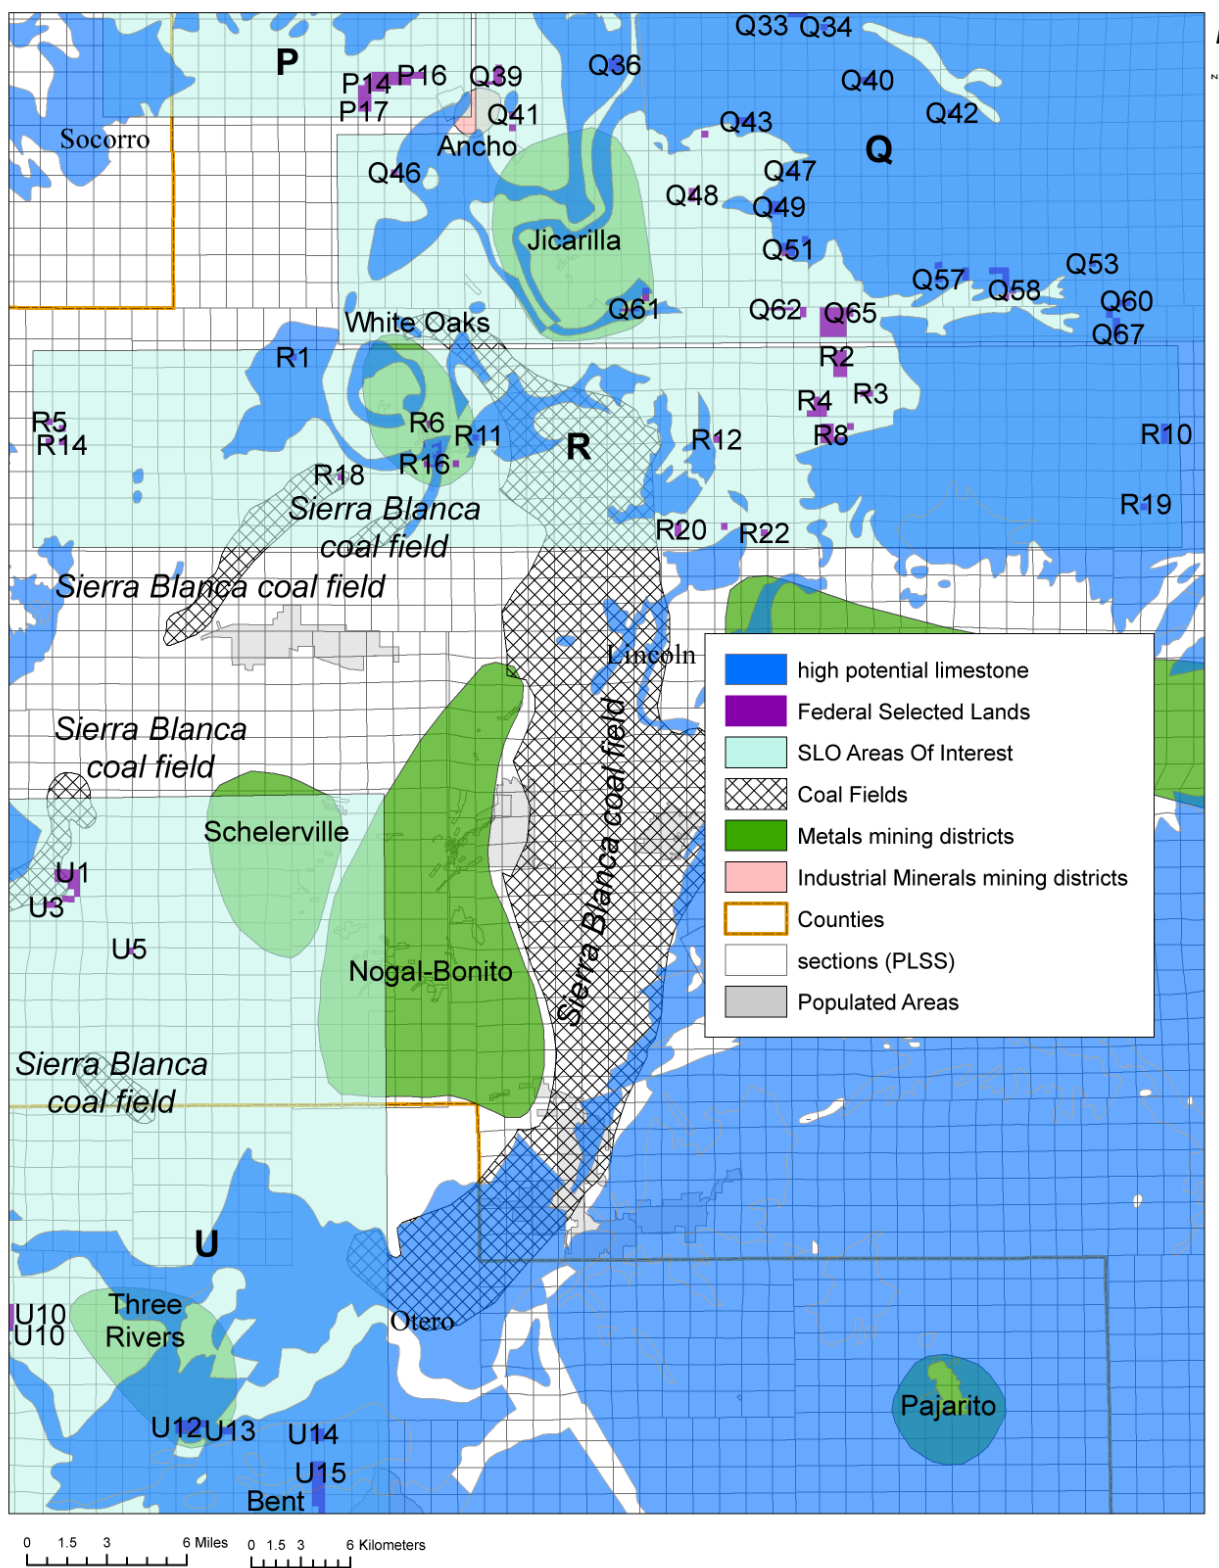 Q33
Q34
P
Q36
P14
P16
Q39
Q40
P17
Q41
Q42
Socorro
Ancho
Q43
Q
Q46
Q47
Q48
Q49
Jicarilla
Q51
Q53
Q57
Q58
Q61
Q62
Q65
Q60
White Oaks
Q67
R1
R2
R3
R4
R5
R6
R
R14
R11
R12
R8
R10
R16
R18
Sierra Blanca
coal field
R19
R20
R22
Sierra Blanca coal field
Lincoln
high potential limestone
Federal Selected Lands
Sierra Blanca
coal field
SLO Areas Of Interest
Coal Fields
Schelerville
Metals mining districts
Sierra Blanca coal field
U1
Industrial Minerals mining districts
U3
Counties
U5
Nogal-Bonito
sections (PLSS)
Populated Areas
Sierra Blanca
coal field
U
Three
Rivers
U10
U10
Otero
Pajarito
U12
U13
U14
U15
Bent
0 1.5 3 6 Miles
0 1.5 3 6 Kilometers